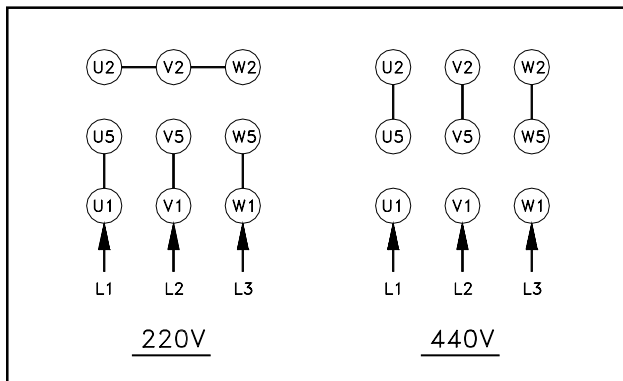 U2 V2 W2 U2 V2 W2
U5 V5 W5 U5 V5 W5
U1 V1 W1 U1 V1 W1
L1 L2 L3 L1 L2 L3
220V 440V